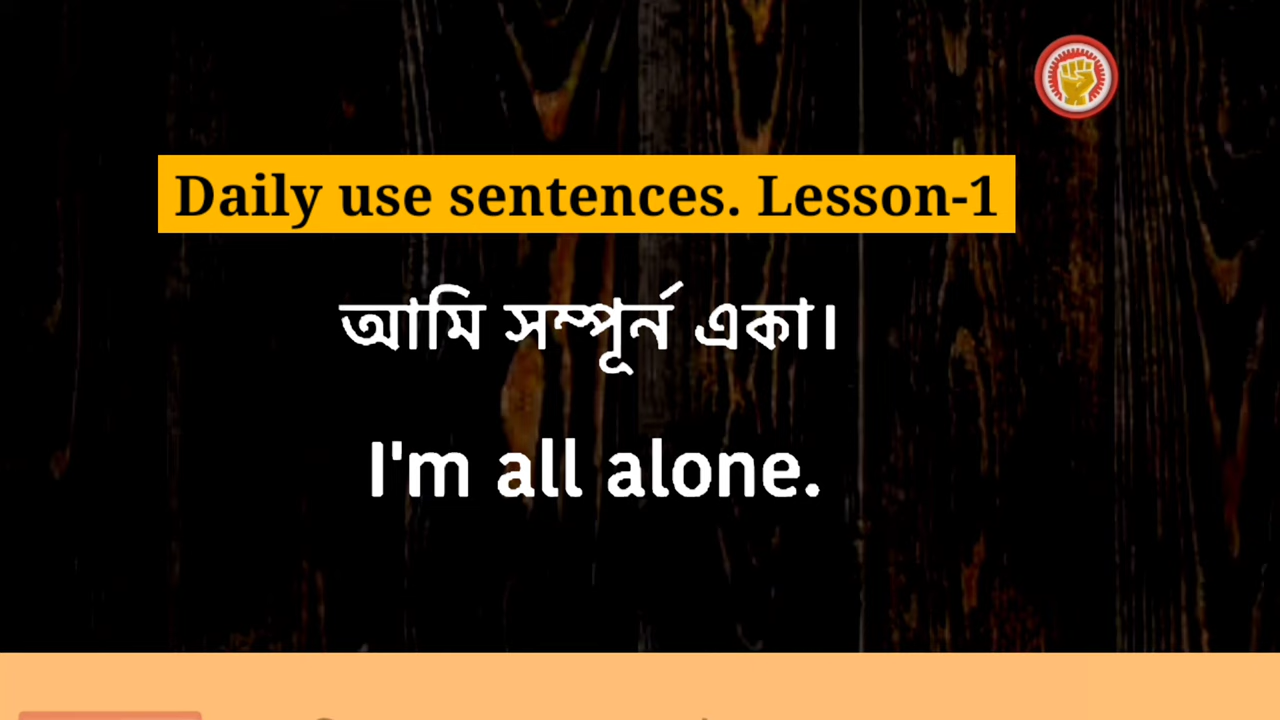 Daily use sentences. Lesson-1
আমি সম্পূর্ন একা।
I'm all alone.